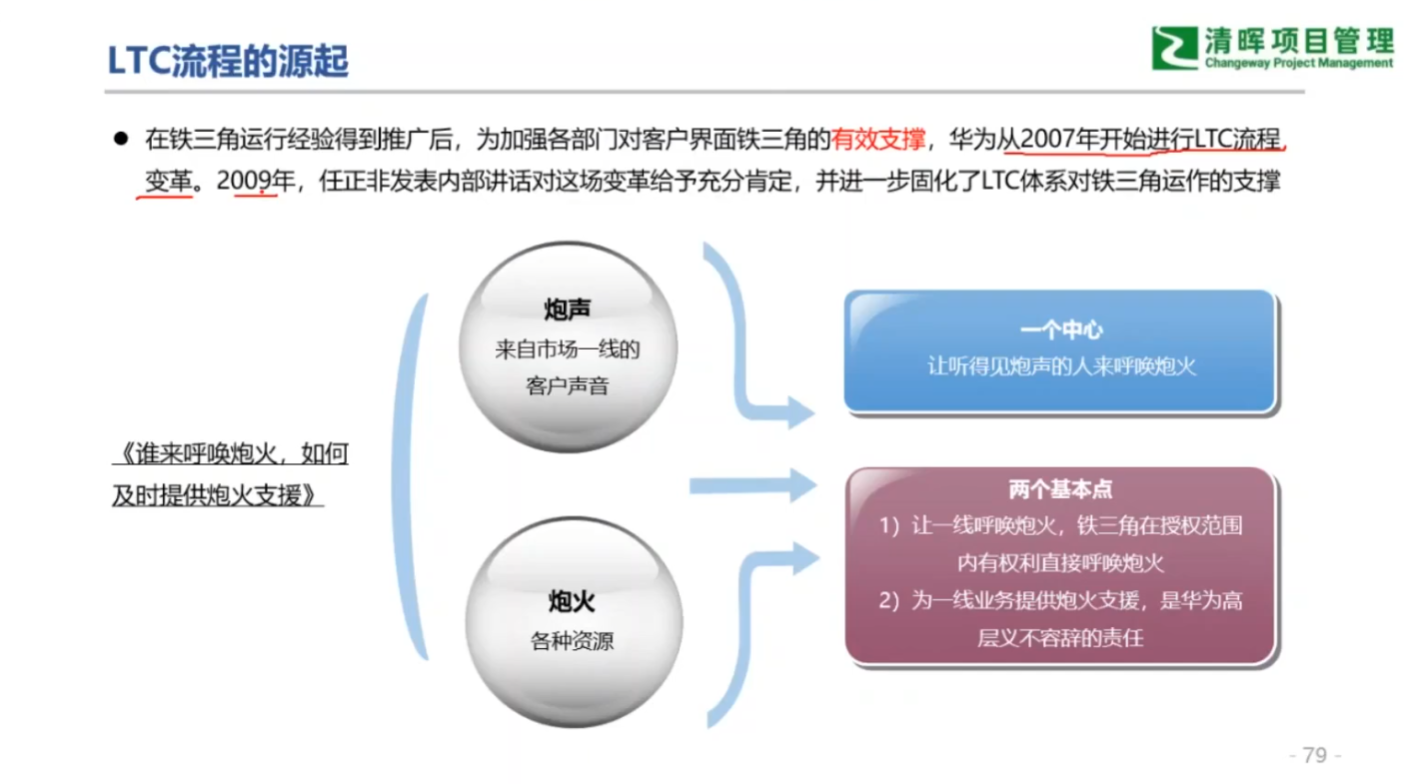 LTC流程的源起
清晖项目管理
Changeway Project Management
● 在铁三角运行经验得到推广后，为加强各部门对客户界面铁三角的有效支撑，华为从2007年开始进行LTC流程
变革。2009年，任正非发表内部讲话对这场变革给予充分肯定，并进一步固化了LTC体系对铁三角运作的支撑
《谁来呼唤炮火，如何
及时提供炮火支援》
炮声
来自市场一线的
客户声音
炮火
各种资源
一个中心
让听得见炮声的人来呼唤炮火
两个基本点
1）让一线呼唤炮火，铁三角在授权范围
内有权利直接呼唤炮火
2）为一线业务提供炮火支援，是华为高
层义不容辞的责任
- 79 -